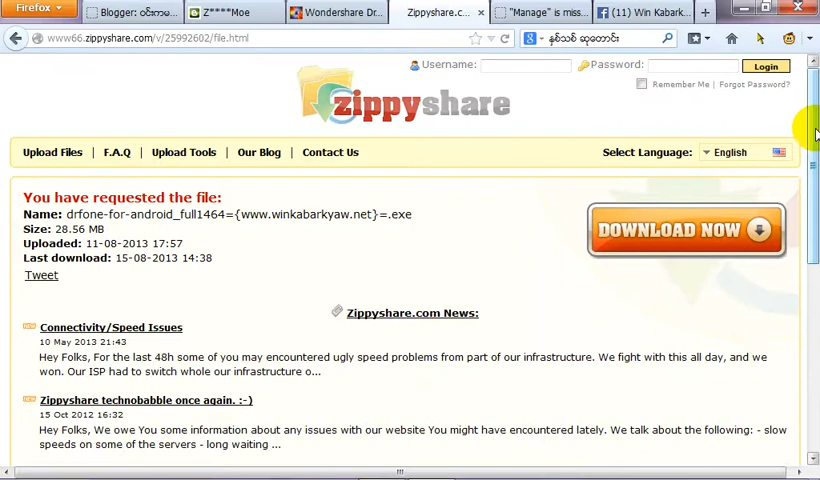 Firefox
Blogger: ဝင်းကာမ...
Z****Moe
Wondershare Dr...
Zippyshare.c...
"Manage" is miss...
(11) Win Kabark...
www66.zippyshare.com/v/25992602/file.html
နှစ်သစ် ဆုတောင်း
Username:
Password:
Login
Remember Me | Forgot Password?
zippyshare
Upload Files | F.A.Q | Upload Tools | Our Blog | Contact Us
Select Language: English
You have requested the file:
Name: drfone-for-android_full1464={www.winkabarkyaw.net}=.exe
Size: 28.56 MB
Uploaded: 11-08-2013 17:57
Last download: 15-08-2013 14:38
DOWNLOAD NOW
Tweet
Zippyshare.com News:
Connectivity/Speed Issues
10 May 2013 21:43
Hey Folks, For the last 48h some of you may encountered ugly speed problems from part of our infrastructure. We fight with this all day, and we
won. Our ISP had to switch whole our infrastructure o...
Zippyshare technobabble once again. :-)
15 Oct 2012 16:32
Hey Folks, We owe You some information about any issues with our website You might have encountered lately. We talk about the following: - slow
speeds on some of the servers - long waiting ...